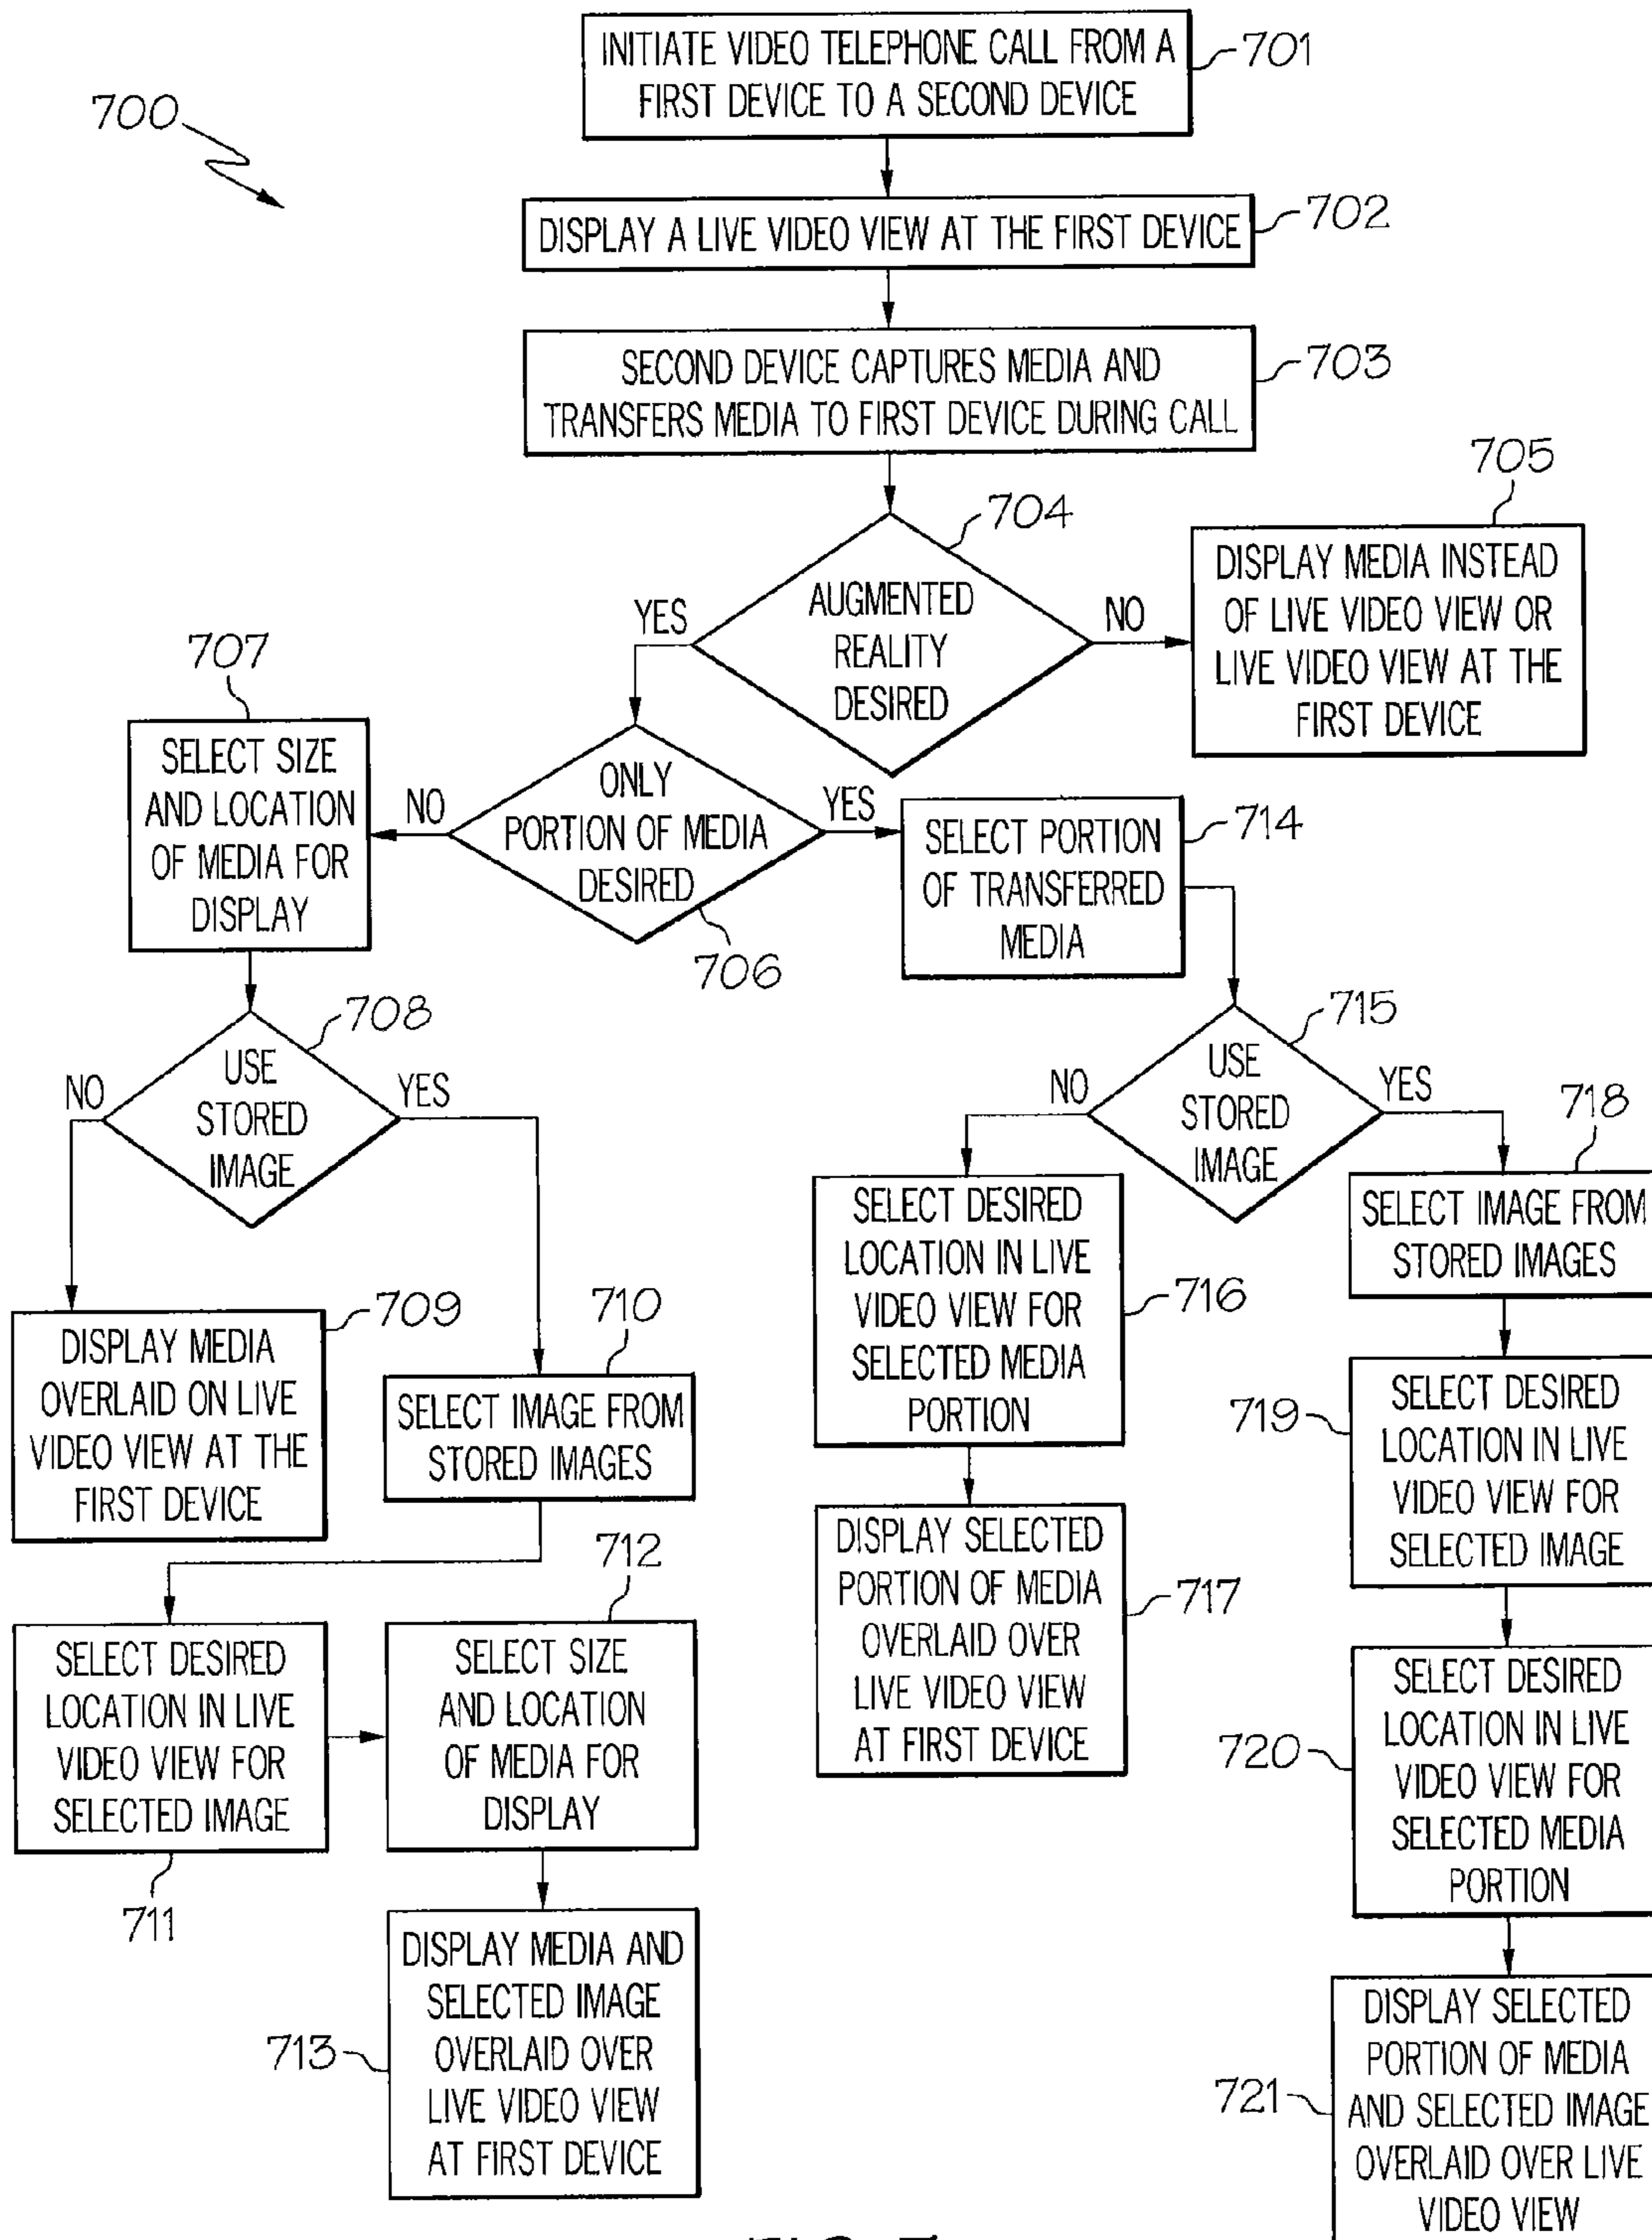 700
INITIATE VIDEO TELEPHONE CALL FROM A
FIRST DEVICE TO A SECOND DEVICE
701
DISPLAY A LIVE VIDEO VIEW AT THE FIRST DEVICE
702
SECOND DEVICE CAPTURES MEDIA AND
TRANSFERS MEDIA TO FIRST DEVICE DURING CALL
703
704
AUGMENTED
REALITY
DESIRED
YES
NO
705
DISPLAY MEDIA INSTEAD
OF LIVE VIDEO VIEW OR
LIVE VIDEO VIEW AT THE
FIRST DEVICE
ONLY
PORTION OF MEDIA
DESIRED
706
NO
YES
707
SELECT SIZE
AND LOCATION
OF MEDIA FOR
DISPLAY
708
USE
STORED
IMAGE
NO
YES
709
DISPLAY MEDIA
OVERLAID ON LIVE
VIDEO VIEW AT THE
FIRST DEVICE
710
SELECT IMAGE FROM
STORED IMAGES
SELECT DESIRED
LOCATION IN LIVE
VIDEO VIEW FOR
SELECTED IMAGE
711
712
SELECT SIZE
AND LOCATION
OF MEDIA FOR
DISPLAY
DISPLAY MEDIA AND
SELECTED IMAGE
OVERLAID OVER
LIVE VIDEO VIEW
AT FIRST DEVICE
713
SELECT PORTION
OF TRANSFERRED
MEDIA
714
715
USE
STORED
IMAGE
NO
YES
SELECT DESIRED
LOCATION IN LIVE
VIDEO VIEW FOR
SELECTED MEDIA
PORTION
716
DISPLAY SELECTED
PORTION OF MEDIA
OVERLAID OVER
LIVE VIDEO VIEW
AT FIRST DEVICE
717
718
SELECT IMAGE FROM
STORED IMAGES
719
SELECT DESIRED
LOCATION IN LIVE
VIDEO VIEW FOR
SELECTED IMAGE
720
SELECT DESIRED
LOCATION IN LIVE
VIDEO VIEW FOR
SELECTED MEDIA
PORTION
721
DISPLAY SELECTED
PORTION OF MEDIA
AND SELECTED IMAGE
OVERLAID OVER LIVE
VIDEO VIEW